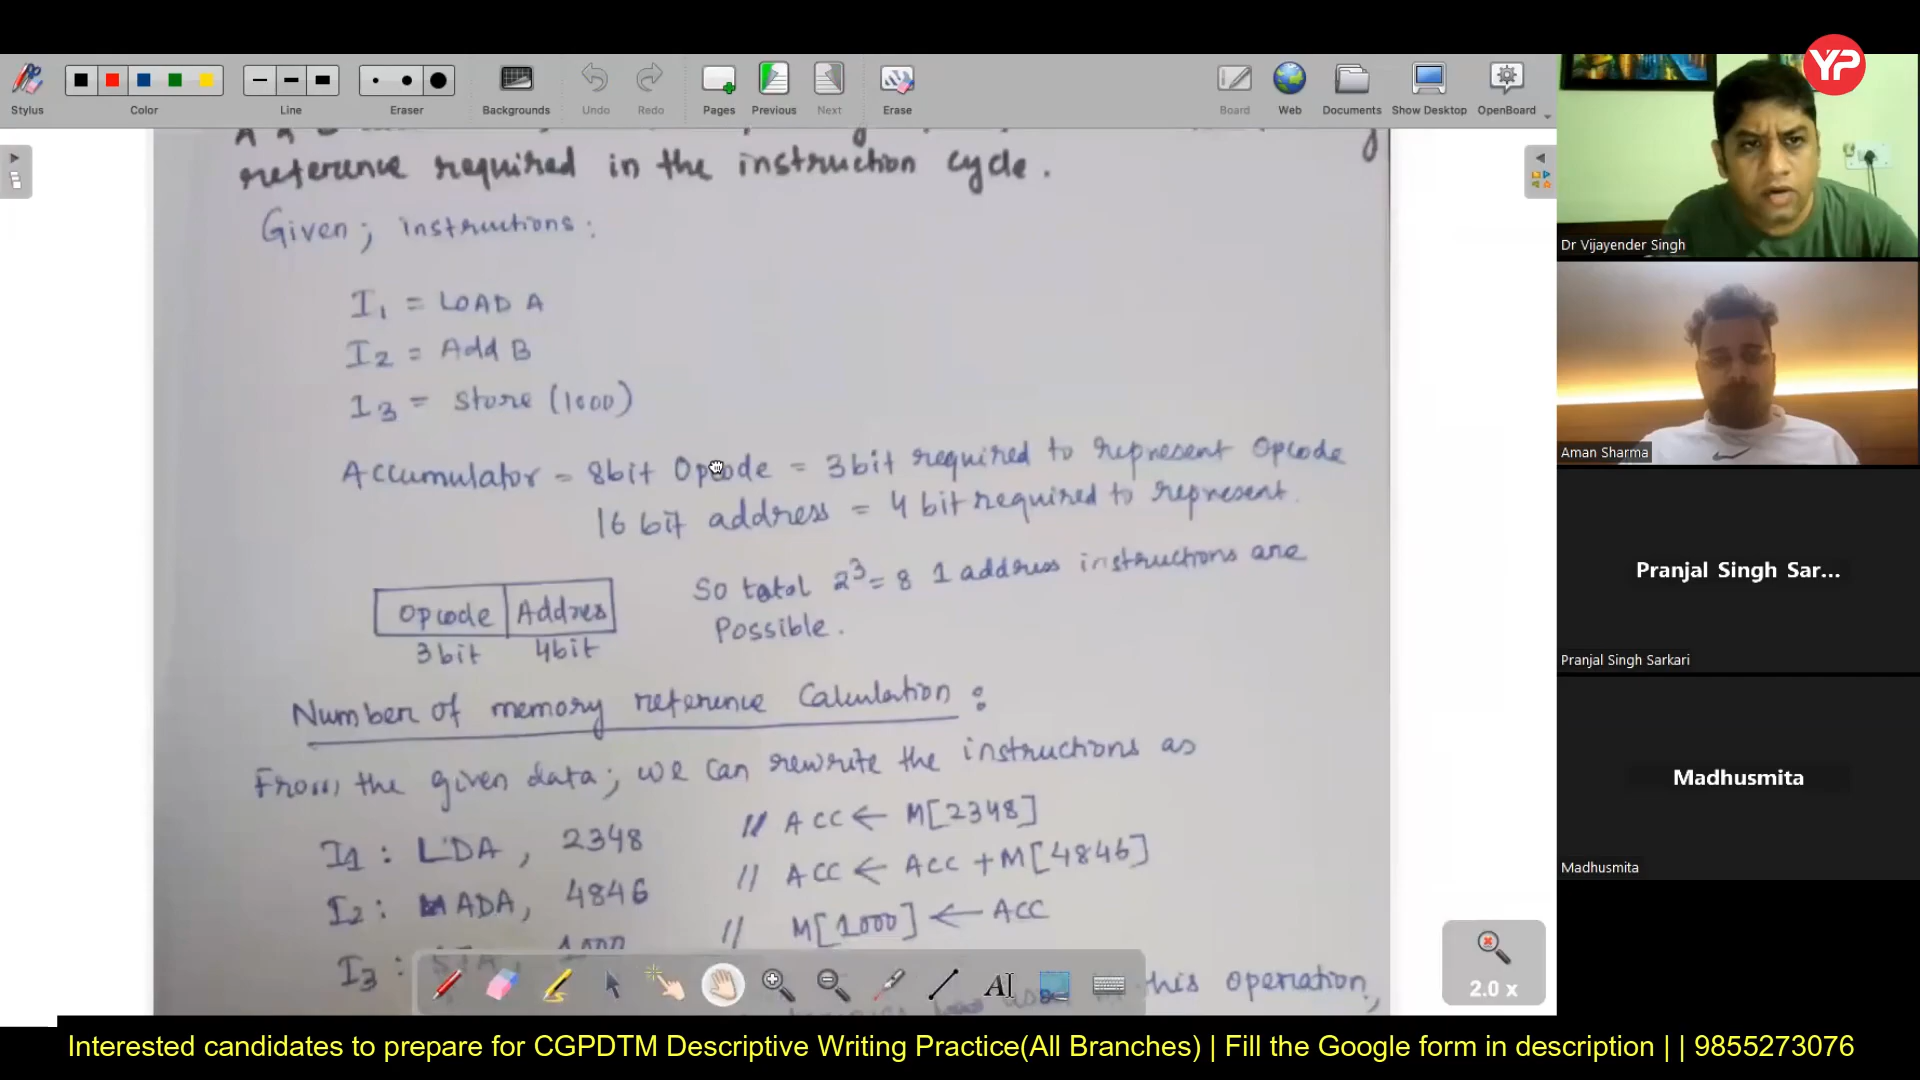 YP
Stylus
Color
Line
Eraser
Backgrounds
Undo
Redo
Pages
Previous
Next
Erase
Board
Web
Documents
Show Desktop
OpenBoard
reference required in the instruction cycle.
Given; instructions:
I1 = LOAD A
I2 = Add B
I3 = Store (1000)
Accumulator = 8bit Opcode = 3bit required to represent Opcode
16 bit address = 4 bit required to represent.
So total 2³ = 8 1 address instructions are
Possible.
Opcode Addres
3bit 4bit
Number of memory reference Calculation :
From the given data; we can rewrite the instructions as
I1 : LDA , 2348 // ACC ← M[2348]
I2 : ADA, 4846 // ACC ← ACC + M[4846]
I3 : // M[1000] ← ACC
this operation,
2.0 x
Dr Vijayender Singh
Aman Sharma
Pranjal Singh Sar...
Pranjal Singh Sarkari
Madhusmita
Madhusmita
Interested candidates to prepare for CGPDTM Descriptive Writing Practice(All Branches) | Fill the Google form in description | | 9855273076